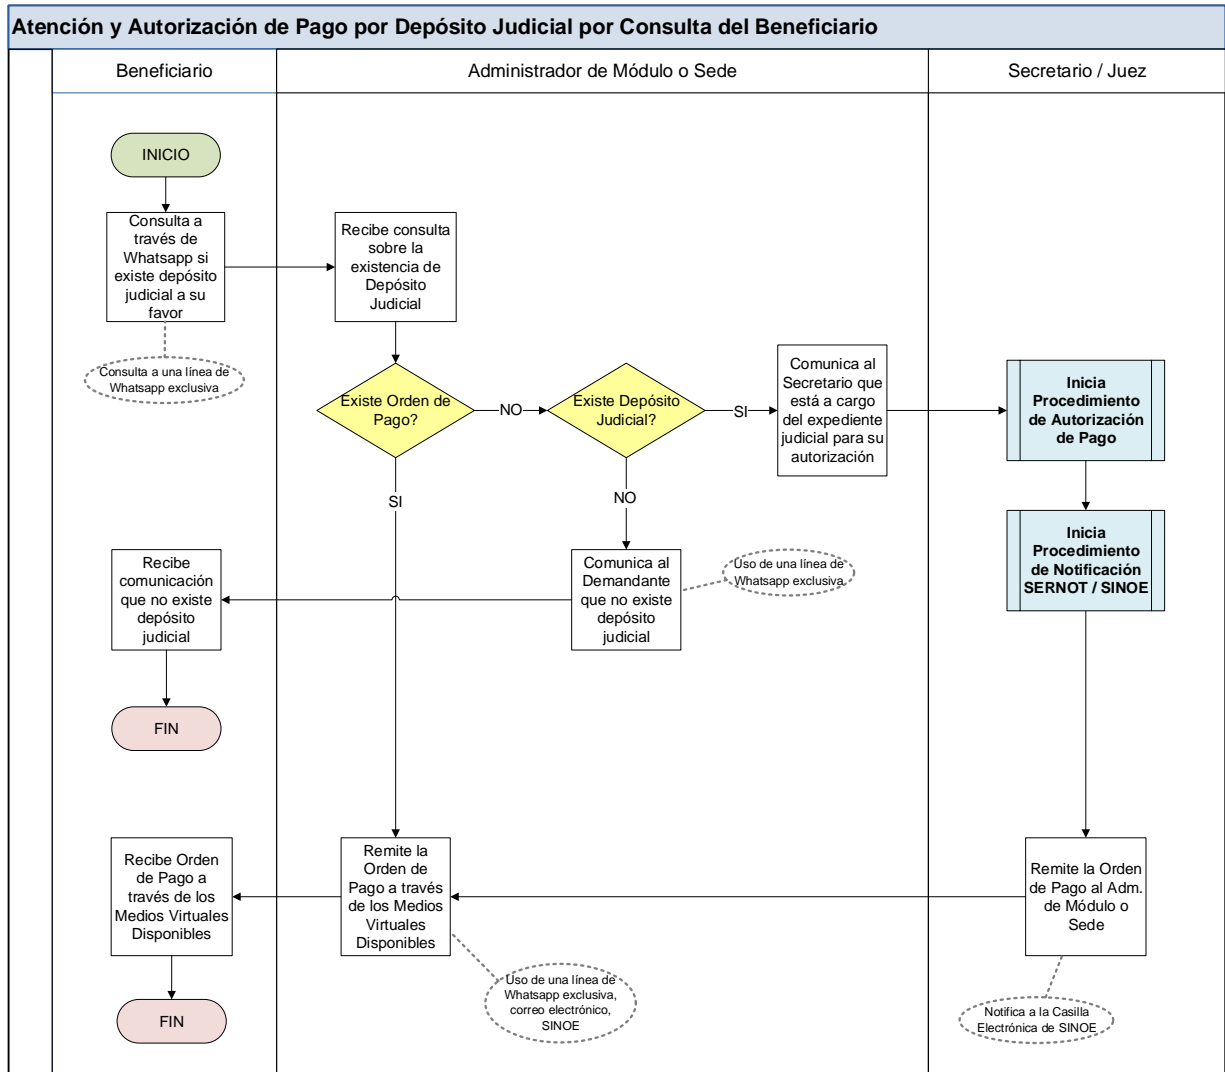 Atención y Autorización de Pago por Depósito Judicial por Consulta del Beneficiario
Beneficiario
Administrador de Módulo o Sede
Secretario / Juez
INICIO
Consulta a
través de
Whatsapp si
existe depósito
judicial a su
favor
Consulta a una línea de
Whatsapp exclusiva
Recibe consulta
sobre la
existencia de
Depósito
Judicial
Existe Orden de
Pago?
NO
Existe Depósito
Judicial?
SI
Comunica al
Secretario que
está a cargo
del expediente
judicial para su
autorización
Inicia
Procedimiento
de Autorización
de Pago
SI
NO
Inicia
Procedimiento
de Notificación
SERNOT / SINOE
Recibe
comunicación
que no existe
depósito
judicial
Comunica al
Demandante
que no existe
depósito
judicial
Uso de una línea de
Whatsapp exclusiva
FIN
Recibe Orden
de Pago a
través de los
Medios Virtuales
Disponibles
Remite la
Orden de
Pago a través
de los Medios
Virtuales
Disponibles
Remite la Orden
de Pago al Adm.
de Módulo o
Sede
Uso de una línea de
Whatsapp exclusiva,
correo electrónico,
SINOE
Notifica a la Casilla
Electrónica de SINOE
FIN